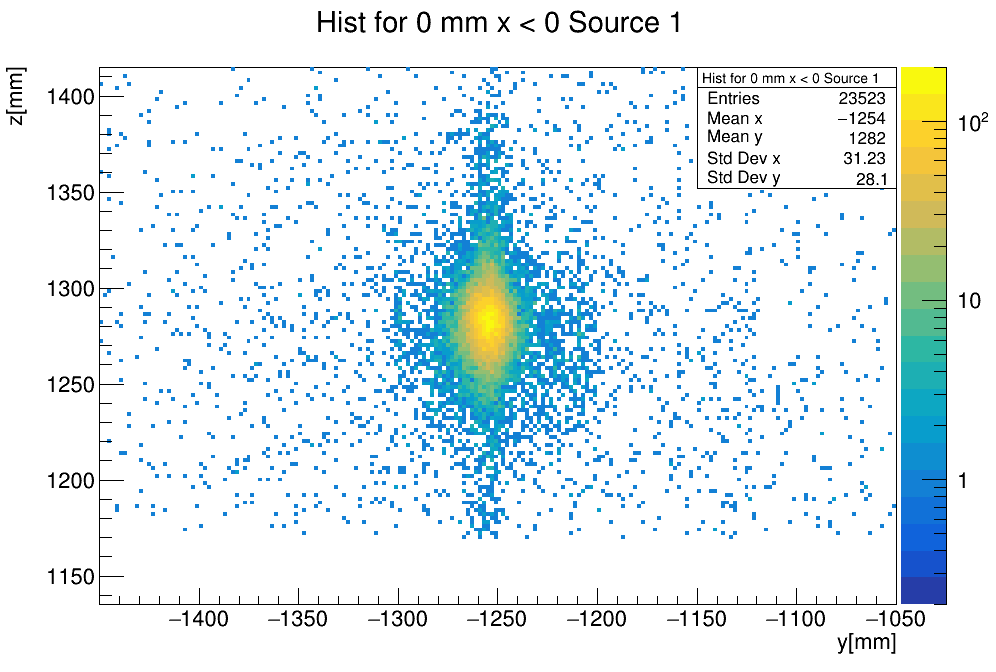 Hist for 0 mm x < 0 Source 1
z[mm]
1400
1350
1300
1250
1200
1150
Hist for 0 mm x < 0 Source 1
Entries 23523
Mean x −1254
Mean y 1282
Std Dev x 31.23
Std Dev y 28.1
10²
10
1
−1400 −1350 −1300 −1250 −1200 −1150 −1100 −1050
y[mm]